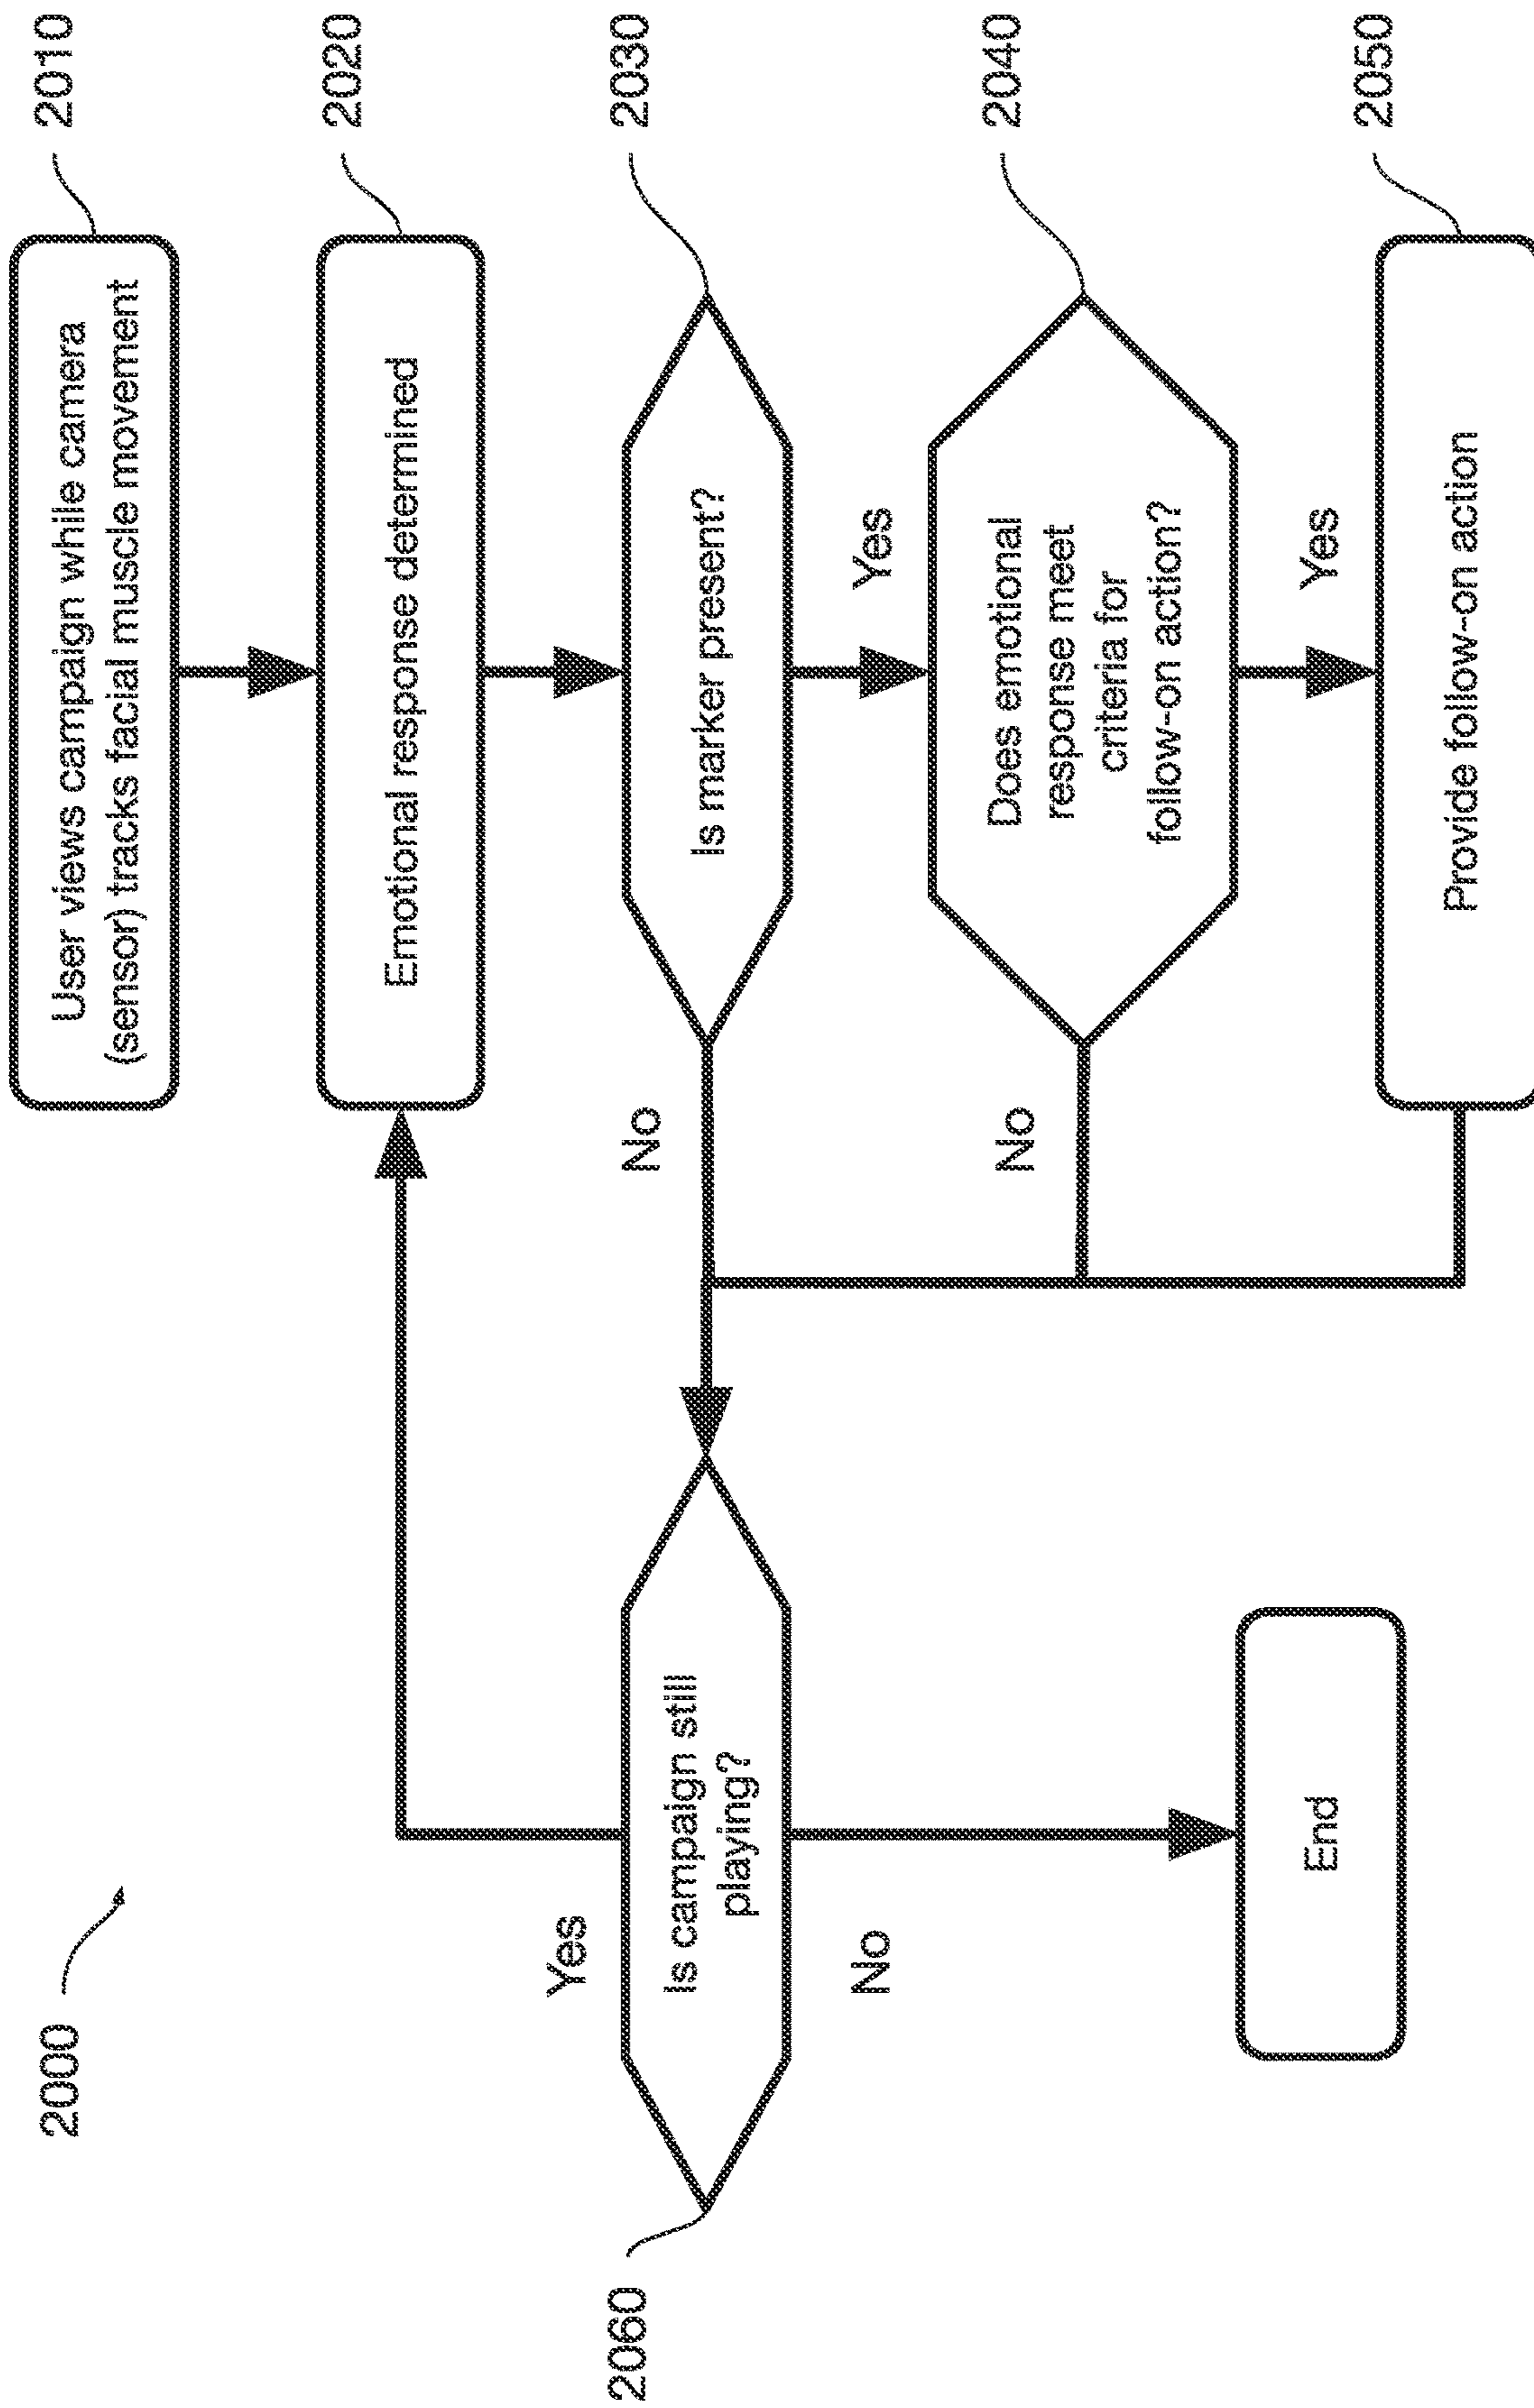 2000
User views campaign while camera
(sensor) tracks facial muscle movement
2010
Emotional response determined
2020
Is marker present?
2030
No
Yes
Does emotional
response meet
criteria for
follow-on action?
2040
No
Yes
Provide follow-on action
2050
Is campaign still
playing?
2060
Yes
No
End